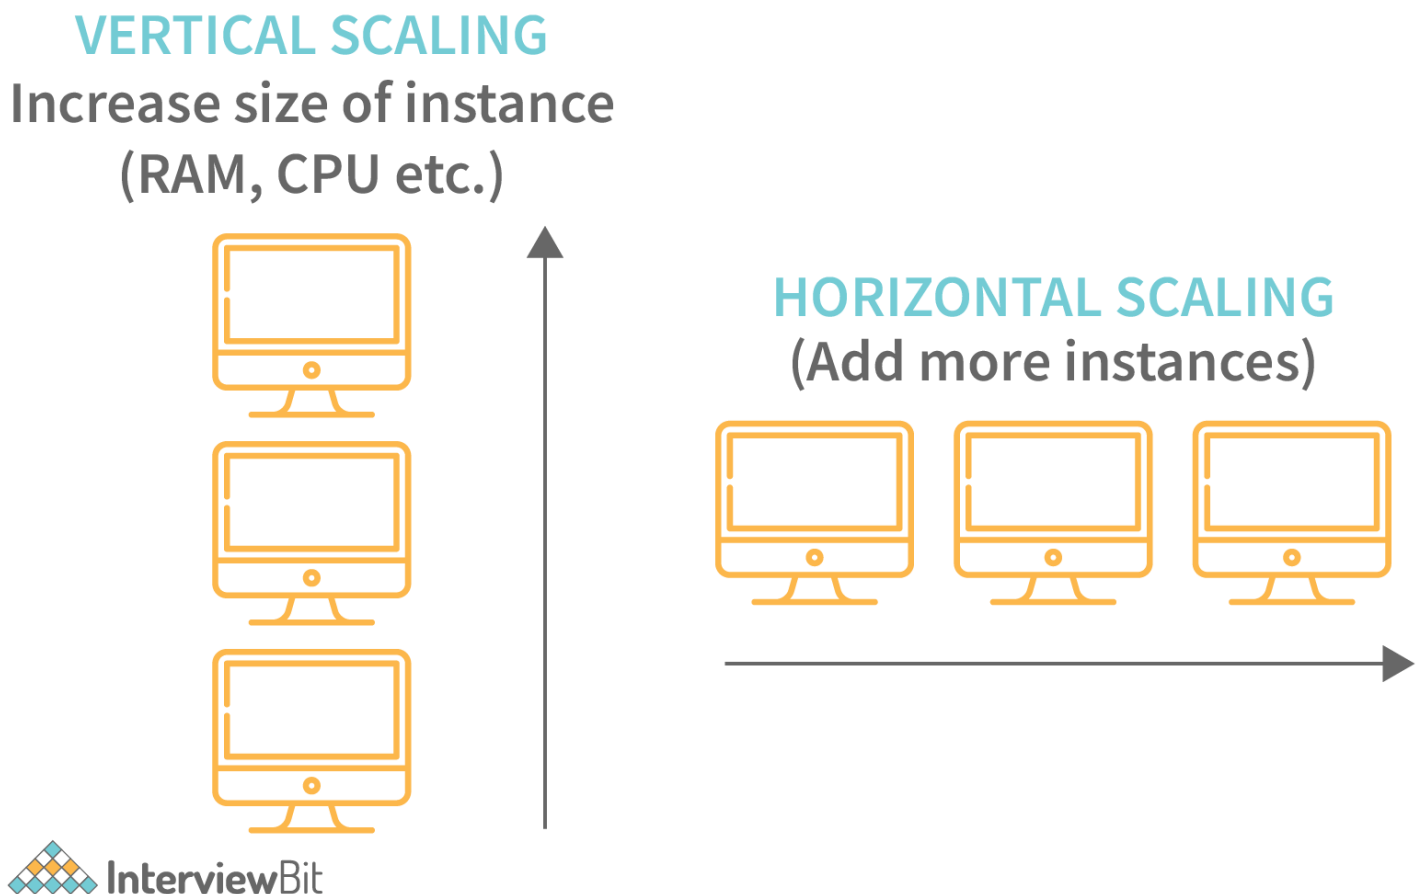 VERTICAL SCALING
Increase size of instance
(RAM, CPU etc.)
HORIZONTAL SCALING
(Add more instances)
InterviewBit